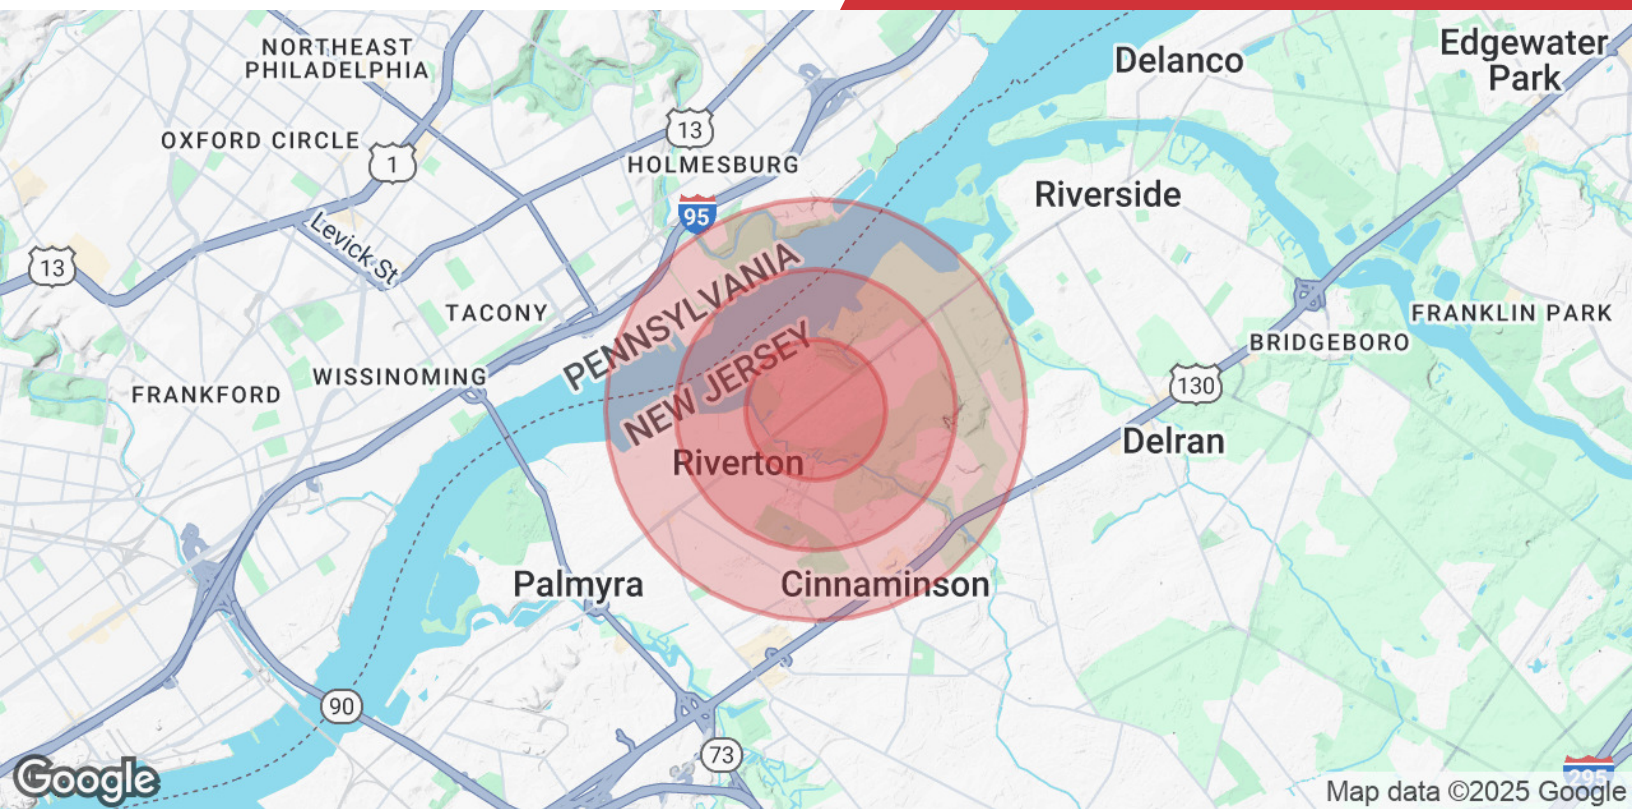 NORTHEAST
PHILADELPHIA
Delanco
Edgewater
Park
13
OXFORD CIRCLE
1
HOLMESBURG
Riverside
95
Levick St
13
PENNSYLVANIA
TACONY
FRANKLIN PARK
NEW JERSEY
BRIDGEBORO
WISSINOMING
FRANKFORD
130
Delran
Riverton
Palmyra
Cinnaminson
90
73
Google
295
Map data ©2025 Google